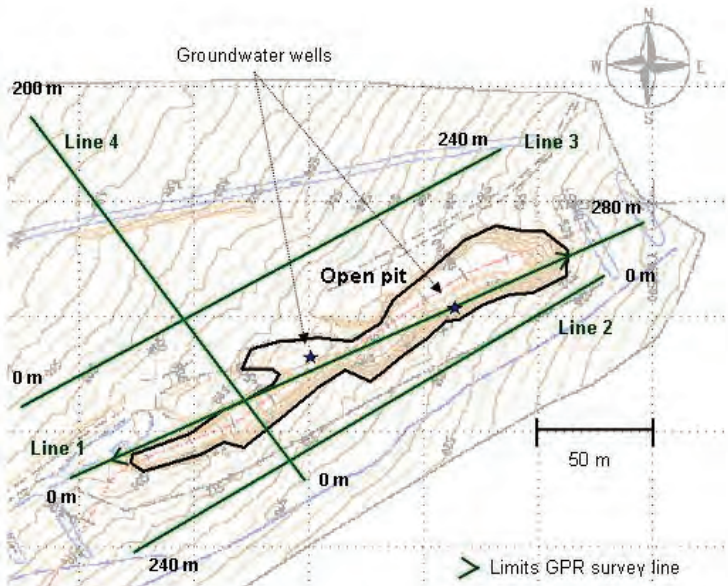 Groundwater wells
N
W
E
S
200 m
Line 4
240 m
Line 3
280 m
Open pit
0 m
Line 2
0 m
Line 1
0 m
0 m
50 m
240 m
Limits GPR survey line